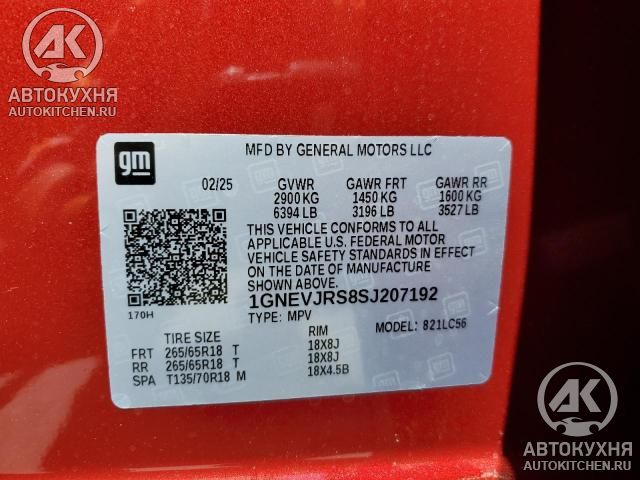 AK
АВТОКУХНЯ
AUTOKITCHEN.RU
gm
MFD BY GENERAL MOTORS LLC
02/25 GVWR GAWR FRT GAWR RR
2900 KG 1450 KG 1600 KG
6394 LB 3196 LB 3527 LB
THIS VEHICLE CONFORMS TO ALL
APPLICABLE U.S. FEDERAL MOTOR
VEHICLE SAFETY STANDARDS IN EFFECT
ON THE DATE OF MANUFACTURE
SHOWN ABOVE.
1GNEVJRS8SJ207192
170H
TYPE: MPV MODEL: 821LC56
TIRE SIZE RIM
FRT 265/65R18 T 18X8J
RR 265/65R18 T 18X8J
SPA T135/70R18 M 18X4.5B
AK
АВТОКУХНЯ
AUTOKITCHEN.RU